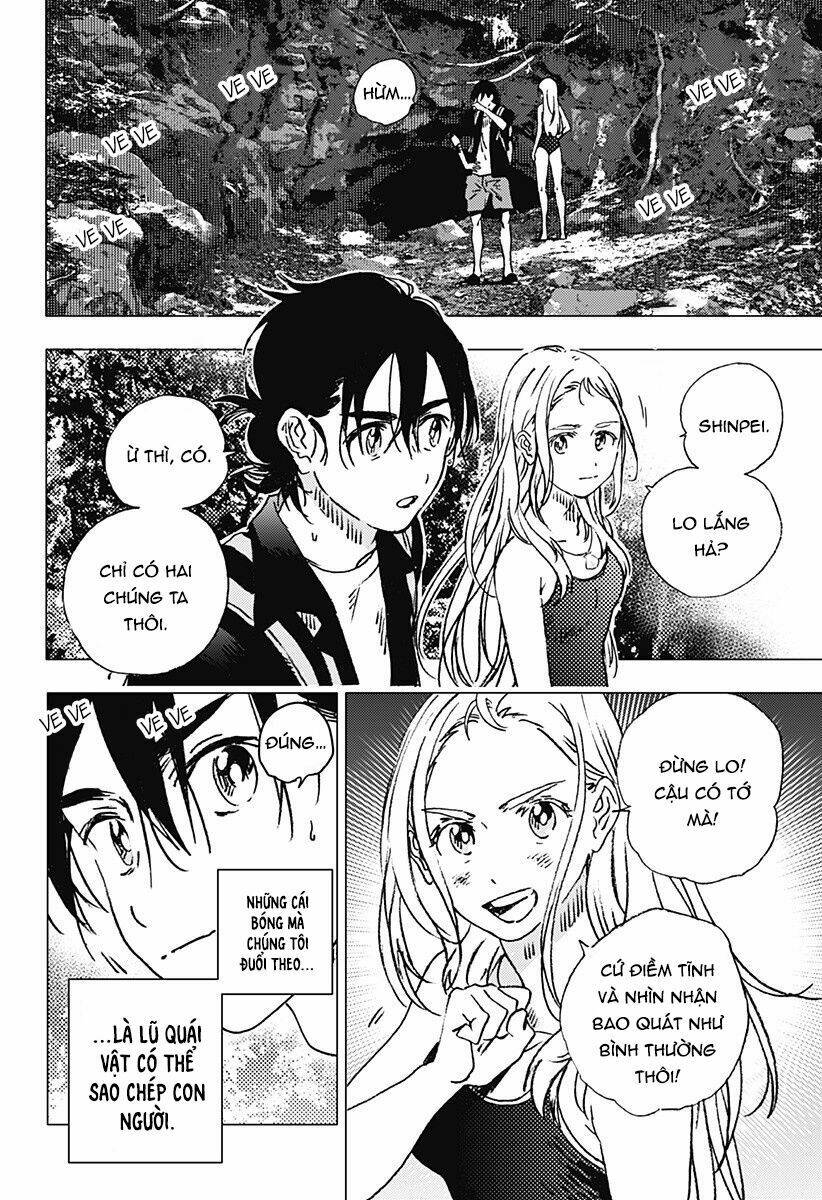 VE VE
VE VE
VE VE
HỪM...
VE VE
VE VE
SHINPEI.
LO LẮNG
HẢ?
Ừ THÌ, CÓ.
CHỈ CÓ HAI
CHÚNG TA
THÔI.
ĐỪNG LO!
CẬU CÓ TỚ
MÀ!
CỨ ĐIỀM TĨNH
VÀ NHÌN NHẬN
BAO QUÁT NHƯ
BÌNH THƯỜNG
THÔI!
VE VE
VE VE
ĐÚNG...
NHỮNG CÁI
BÓNG MÀ
CHÚNG TÔI
ĐUỔI THEO...
...LÀ LŨ QUÁI
VẬT CÓ THỂ
SAO CHÉP CON
NGƯỜI.